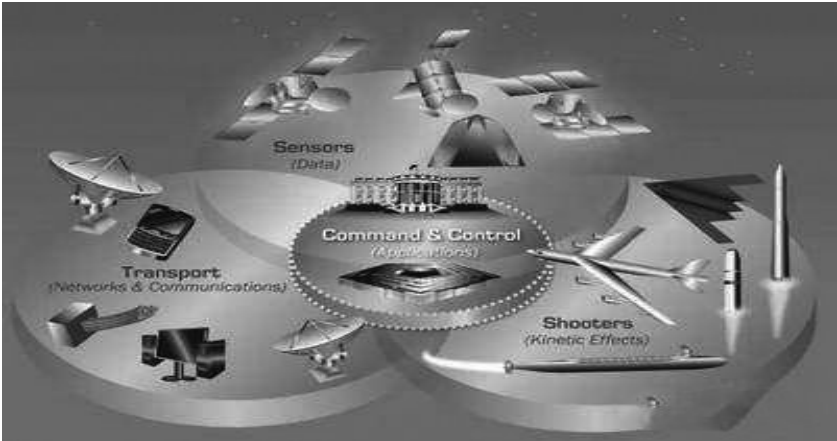 Sensors
(Data)
Command & Control
(Applications)
Transport
(Networks & Communications)
Shooters
(Kinetic Effects)